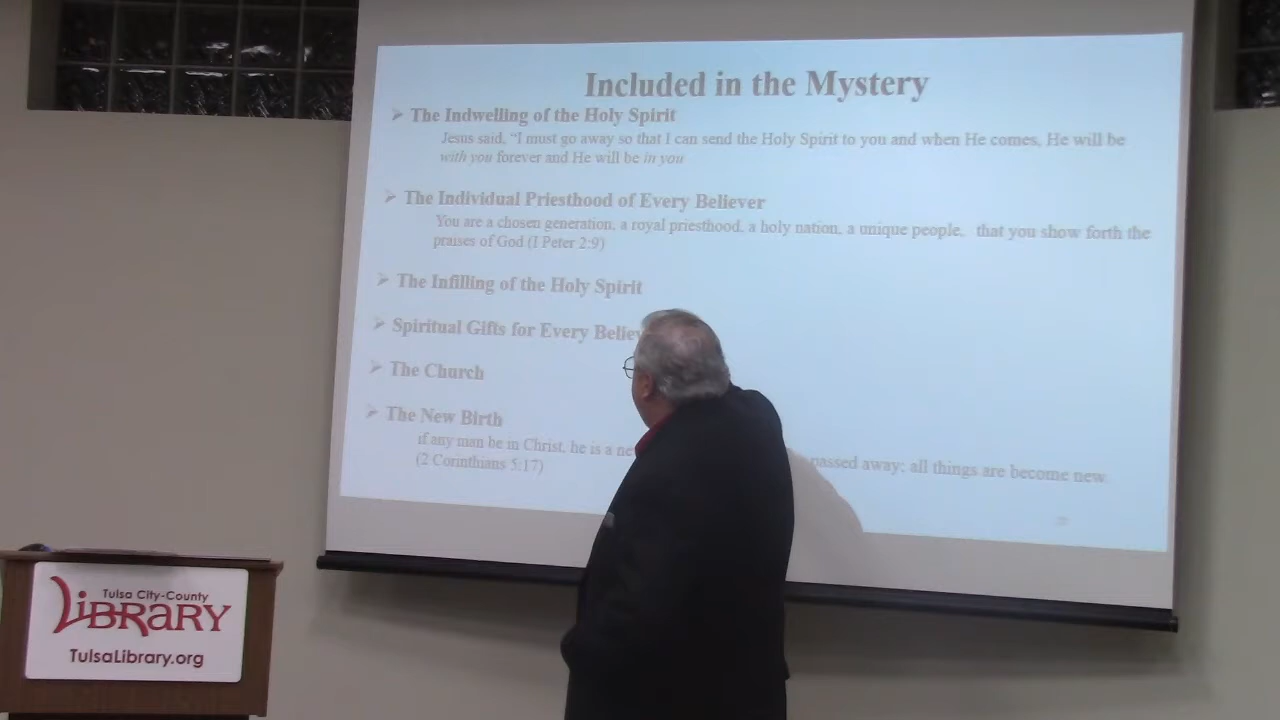 Included in the Mystery
➢ The Indwelling of the Holy Spirit
Jesus said, "I must go away so that I can send the Holy Spirit to you and when He comes, He will be
with you forever and He will be in you
➢ The Individual Priesthood of Every Believer
You are a chosen generation, a royal priesthood, a holy nation, a unique people, that you show forth the
praises of God (I Peter 2:9)
➢ The Infilling of the Holy Spirit
➢ Spiritual Gifts for Every
➢ The Church
➢ The New Birth
if any man be in Christ, he is a passed away; all things are become new
(2 Corinthians 5:17)
Tulsa City-County
LIBRARY
TulsaLibrary.org